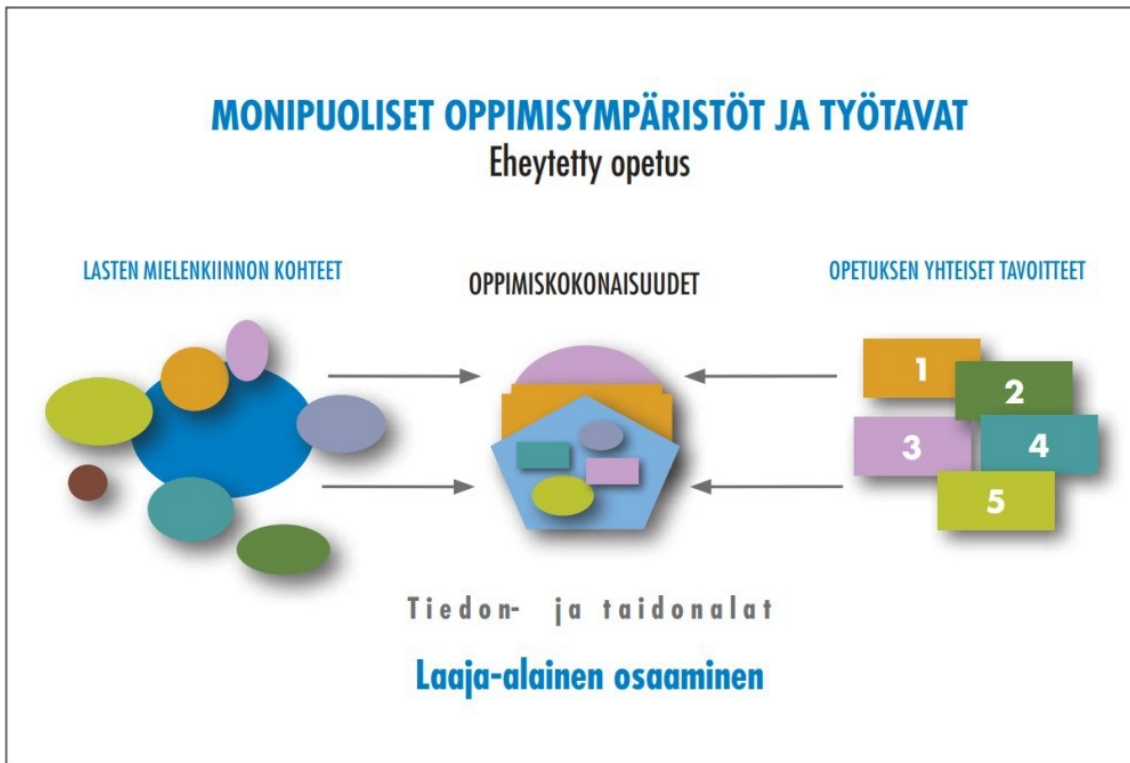 MONIPUOLISET OPPIMISYMPÄRISTÖT JA TYÖTAVAT
Eheytetty opetus
LASTEN MIELENKIINNON KOHTEET
OPPIMISKOKONAISUUDET
OPETUKSEN YHTEISET TAVOITTEET
1
2
3
4
5
Tiedon- ja taidonalat
Laaja-alainen osaaminen